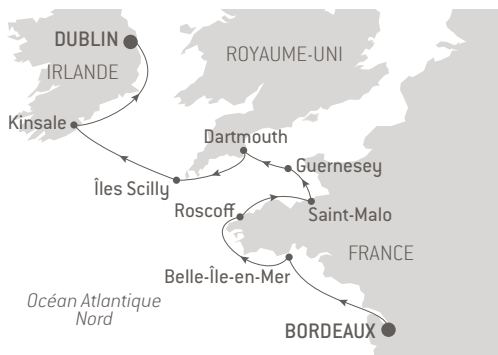 DUBLIN
IRLANDE
ROYAUME-UNI
Kinsale
Dartmouth
Guernesey
Îles Scilly
Roscoff
Saint-Malo
FRANCE
Belle-Île-en-Mer
Océan Atlantique
Nord
BORDEAUX